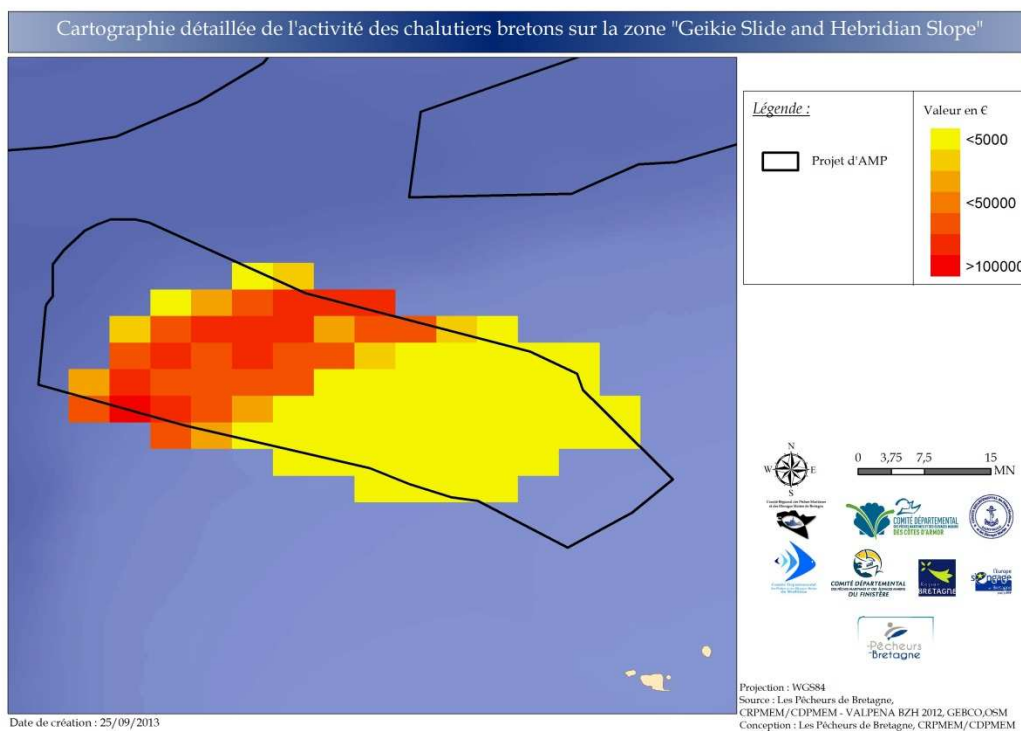 Cartographie détaillée de l'activité des chalutiers bretons sur la zone "Geikie Slide and Hebridian Slope"
Légende :
Projet d'AMP
Valeur en €
<5000
<50000
>100000
N
W
E
S
0 3,75 7,5 15
MN
COMITÉ DÉPARTEMENTAL
DES CÔTES D'ARMOR
COMITÉ DÉPARTEMENTAL
DU FINISTÈRE
BRETAGNE
L'Europe
s'engage
Pêcheurs
de Bretagne
Projection : WGS84
Source : Les Pêcheurs de Bretagne,
CRPMEM/CDPMEM - VALPENA BZH 2012, GEBCO,OSM
Conception : Les Pêcheurs de Bretagne, CRPMEM/CDPMEM
Date de création : 25/09/2013